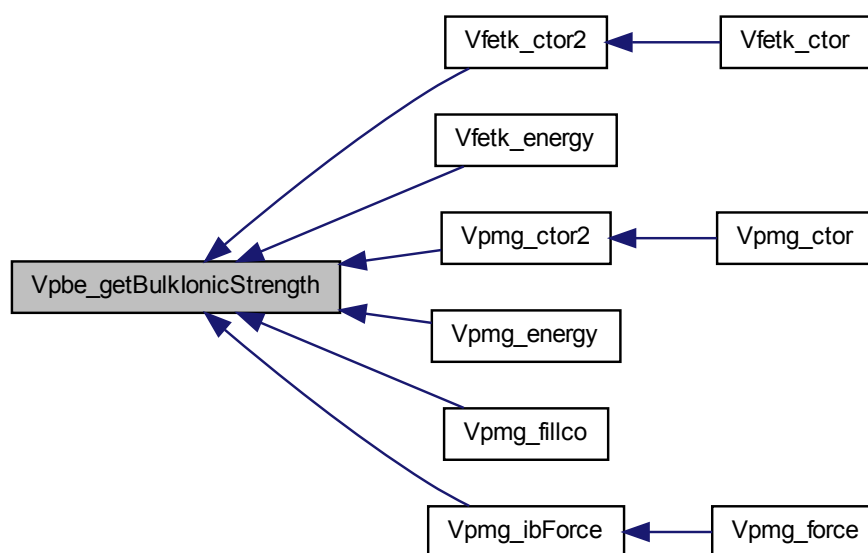 Vfetk_ctor2
Vfetk_ctor
Vfetk_energy
Vpmg_ctor2
Vpmg_ctor
Vpbe_getBulkIonicStrength
Vpmg_energy
Vpmg_fillco
Vpmg_ibForce
Vpmg_force